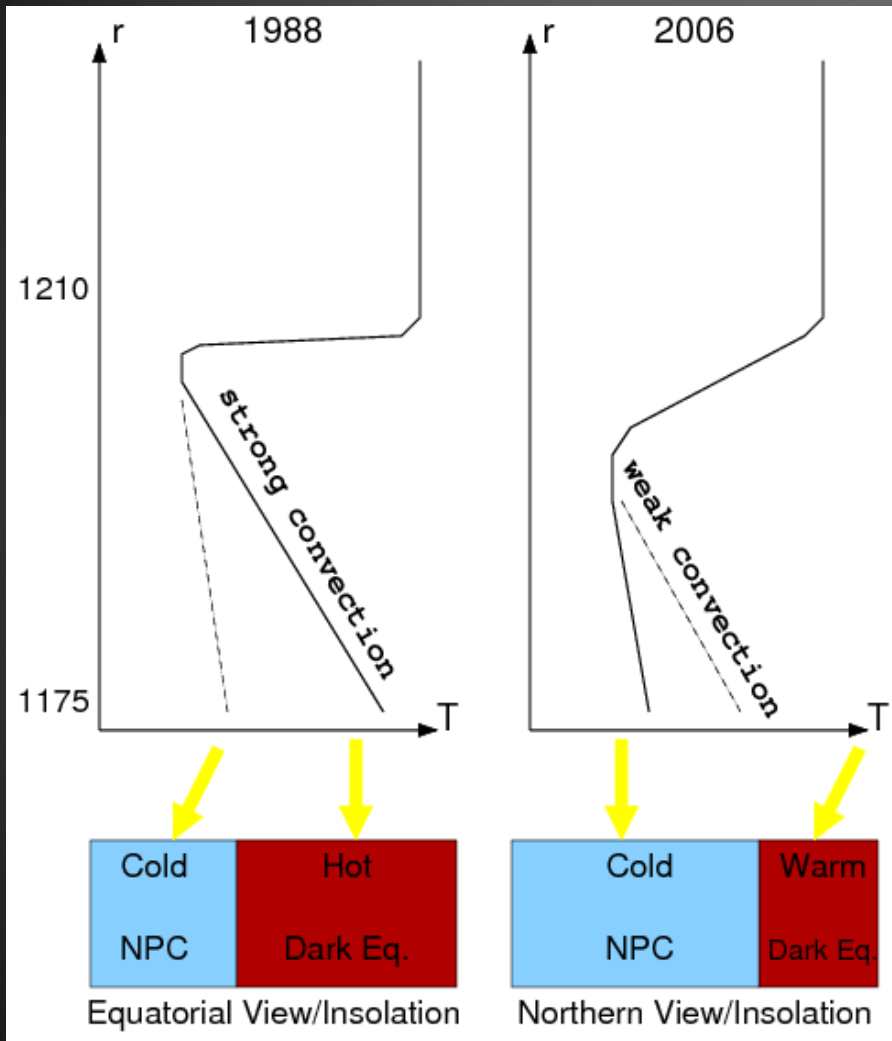 r
1988
r
2006
1210
strong convection
weak convection
1175
T
T
Cold
Hot
Cold
Warm
NPC
Dark Eq.
NPC
Dark Eq.
Equatorial View/Insolation
Northern View/Insolation